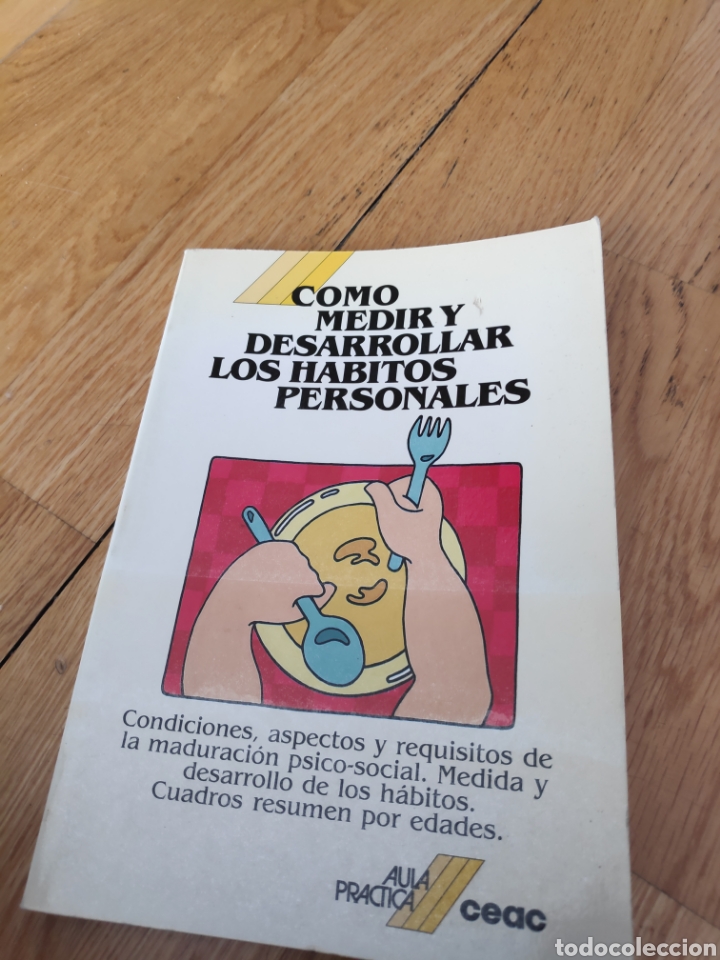 COMO
MEDIR Y
DESARROLLAR
LOS HABITOS
PERSONALES
Condiciones, aspectos y requisitos de
la maduración psico-social. Medida y
desarrollo de los hábitos.
Cuadros resumen por edades.
AULA
PRACTICA
ceac
todocoleccion